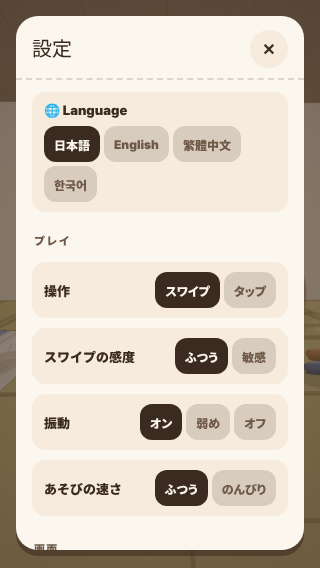 設定
×
🌐 Language
日本語 English 繁體中文
한국어
プレイ
操作 スワイプ タップ
スワイプの感度 ふつう 敏感
振動 オン 弱め オフ
あそびの速さ ふつう のんびり
画面